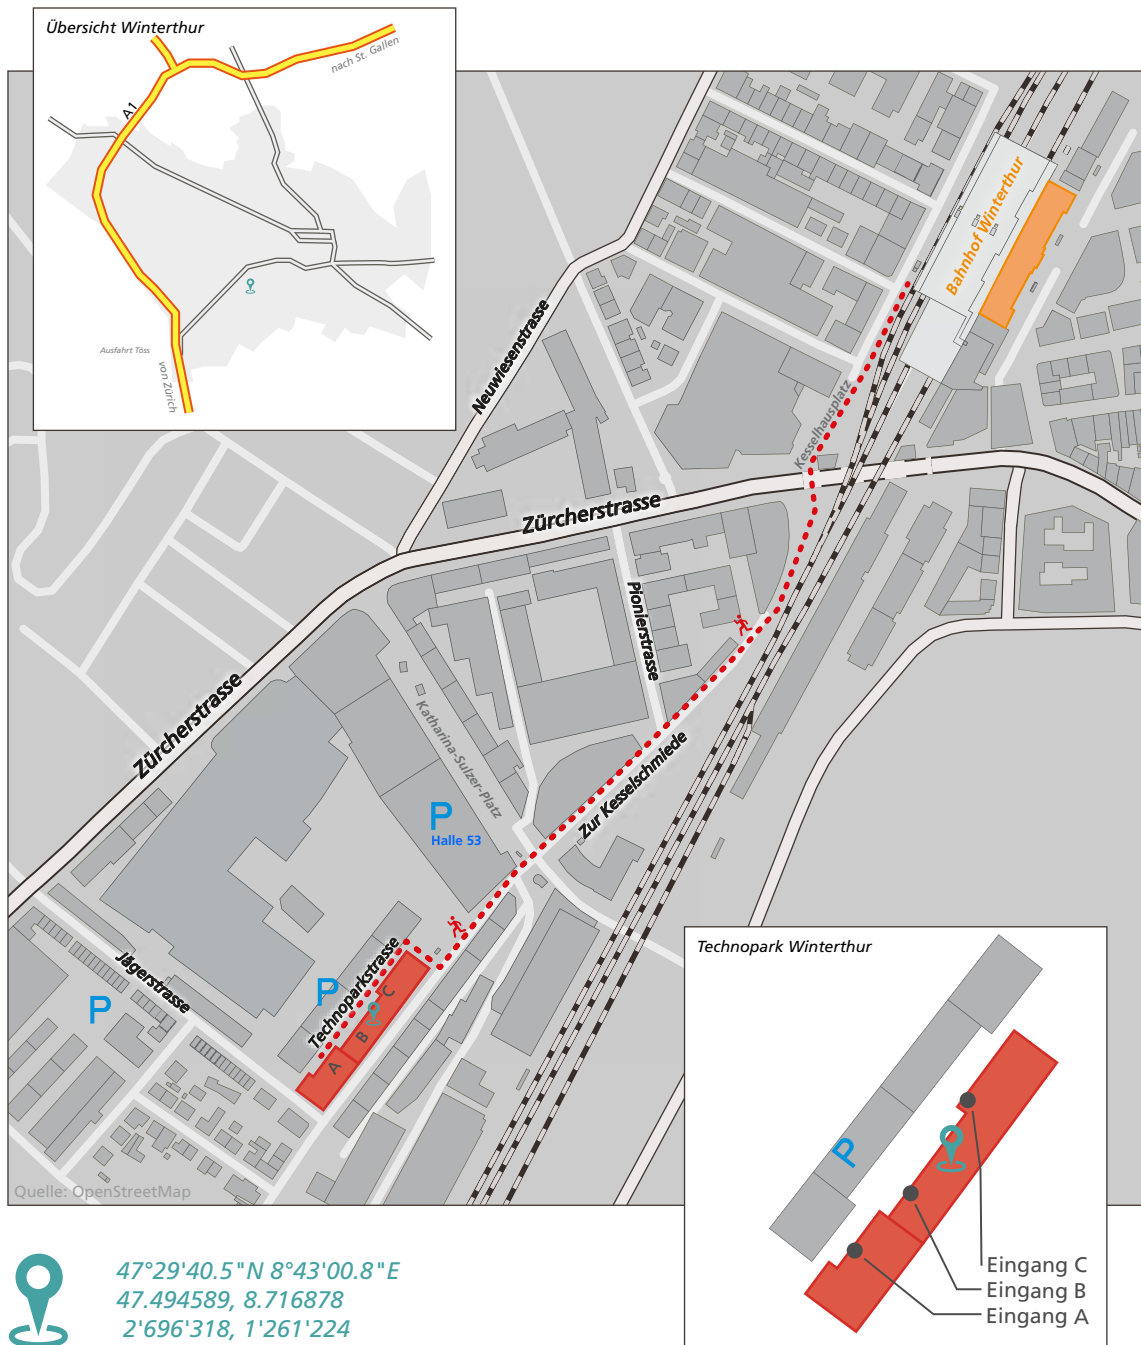 Übersicht Winterthur
nach St. Gallen
A1
Ausfahrt Töss
von Zürich
Bahnhof Winterthur
Neuwiesenstrasse
Kesselhausplatz
Zürcherstrasse
Pionierstrasse
Zürcherstrasse
Katharina-Sulzer-Platz
Zur Kesselschmiede
P
Halle 53
Technoparkstrasse
Jägerstrasse
P
P
C
B
A
Quelle: OpenStreetMap
Technopark Winterthur
P
Eingang C
Eingang B
Eingang A
47°29'40.5"N 8°43'00.8"E
47.494589, 8.716878
2'696'318, 1'261'224